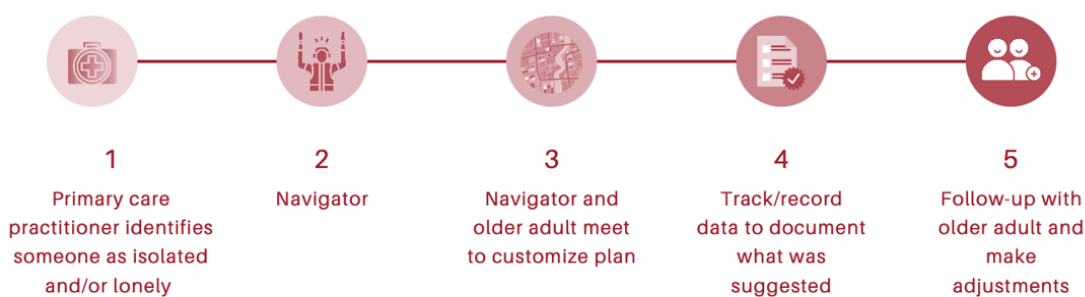 1
Primary care
practitioner identifies
someone as isolated
and/or lonely
2
Navigator
3
Navigator and
older adult meet
to customize plan
4
Track/record
data to document
what was
suggested
5
Follow-up with
older adult and
make
adjustments